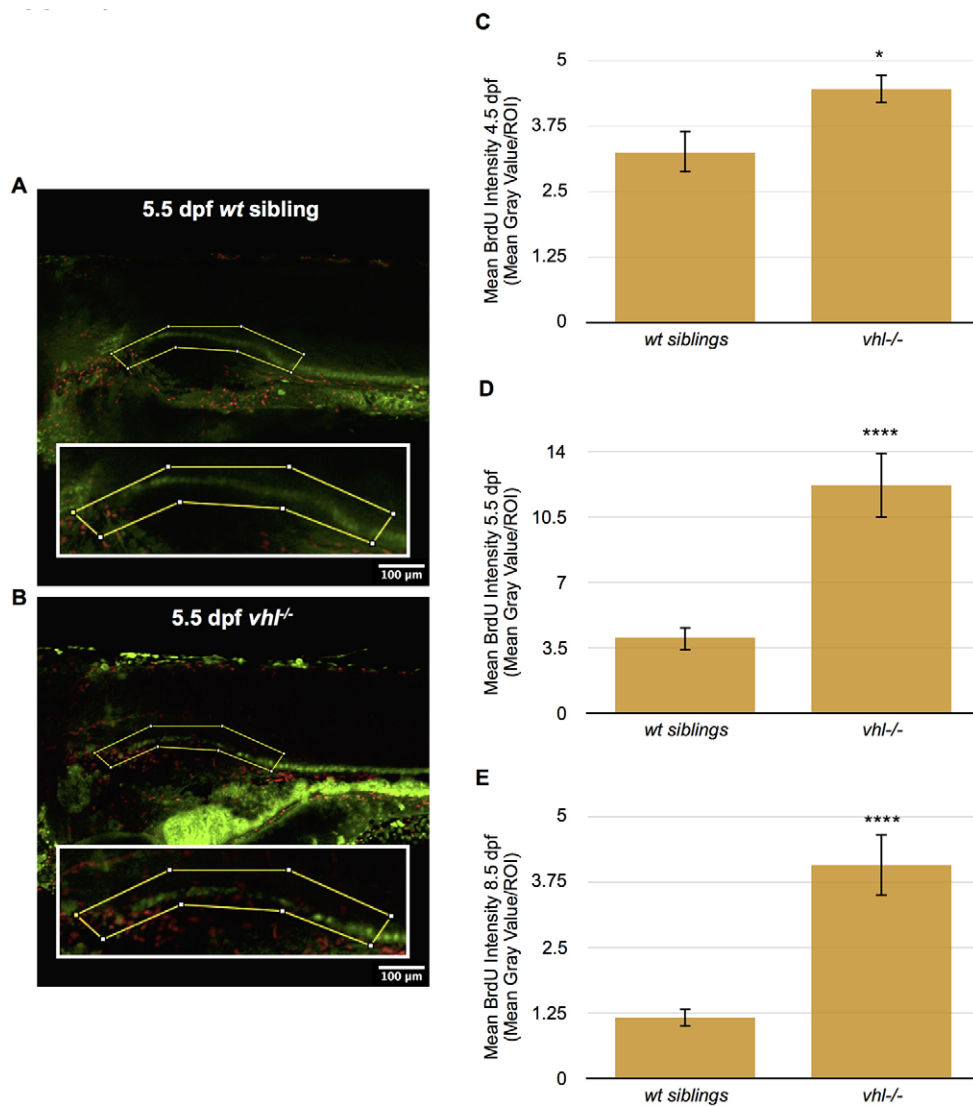 A
5.5 dpf wt sibling
100 µm
B
5.5 dpf vhl-/-
100 µm
C
Mean BrdU Intensity 4.5 dpf
(Mean Gray Value/ROI)
5
3.75
2.5
1.25
0
*
wt siblings
vhl-/-
D
Mean BrdU Intensity 5.5 dpf
(Mean Gray Value/ROI)
14
10.5
7
3.5
0
****
wt siblings
vhl-/-
E
Mean BrdU Intensity 8.5 dpf
(Mean Gray Value/ROI)
5
3.75
2.5
1.25
0
****
wt siblings
vhl-/-